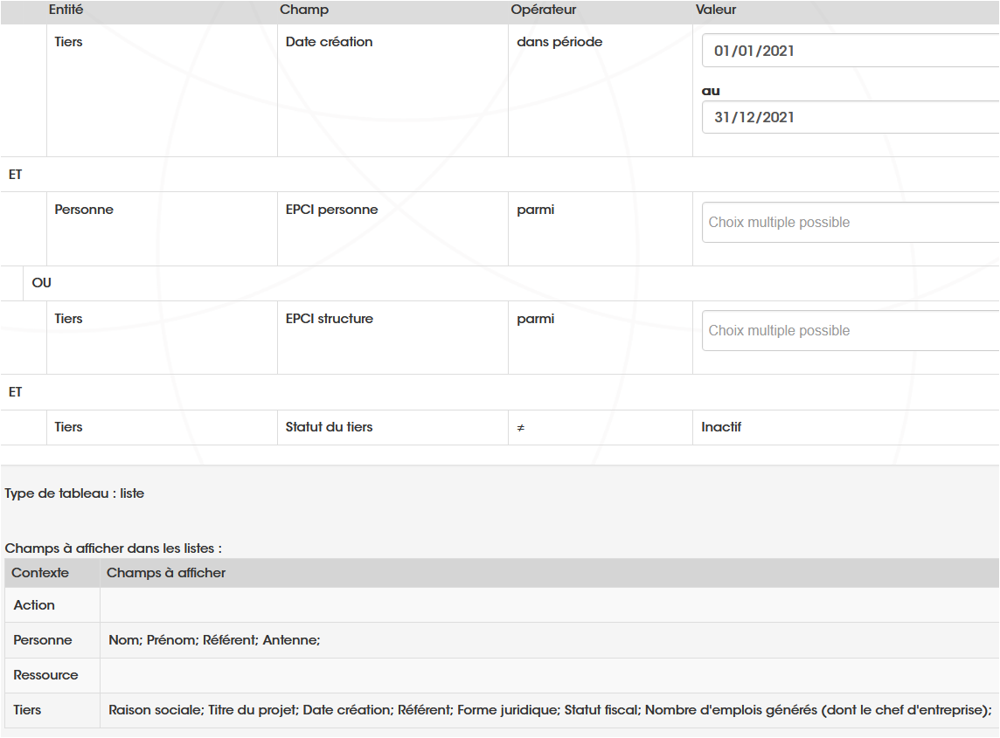 Entité Champ Opérateur Valeur
Tiers Date création dans période 01/01/2021
au
31/12/2021
ET
Personne EPCI personne parmi Choix multiple possible
OU
Tiers EPCI structure parmi Choix multiple possible
ET
Tiers Statut du tiers ≠ Inactif
Type de tableau : liste
Champs à afficher dans les listes :
Contexte Champs à afficher
Action
Personne Nom; Prénom; Référent; Antenne;
Ressource
Tiers Raison sociale; Titre du projet; Date création; Référent; Forme juridique; Statut fiscal; Nombre d'emplois générés (dont le chef d'entreprise);